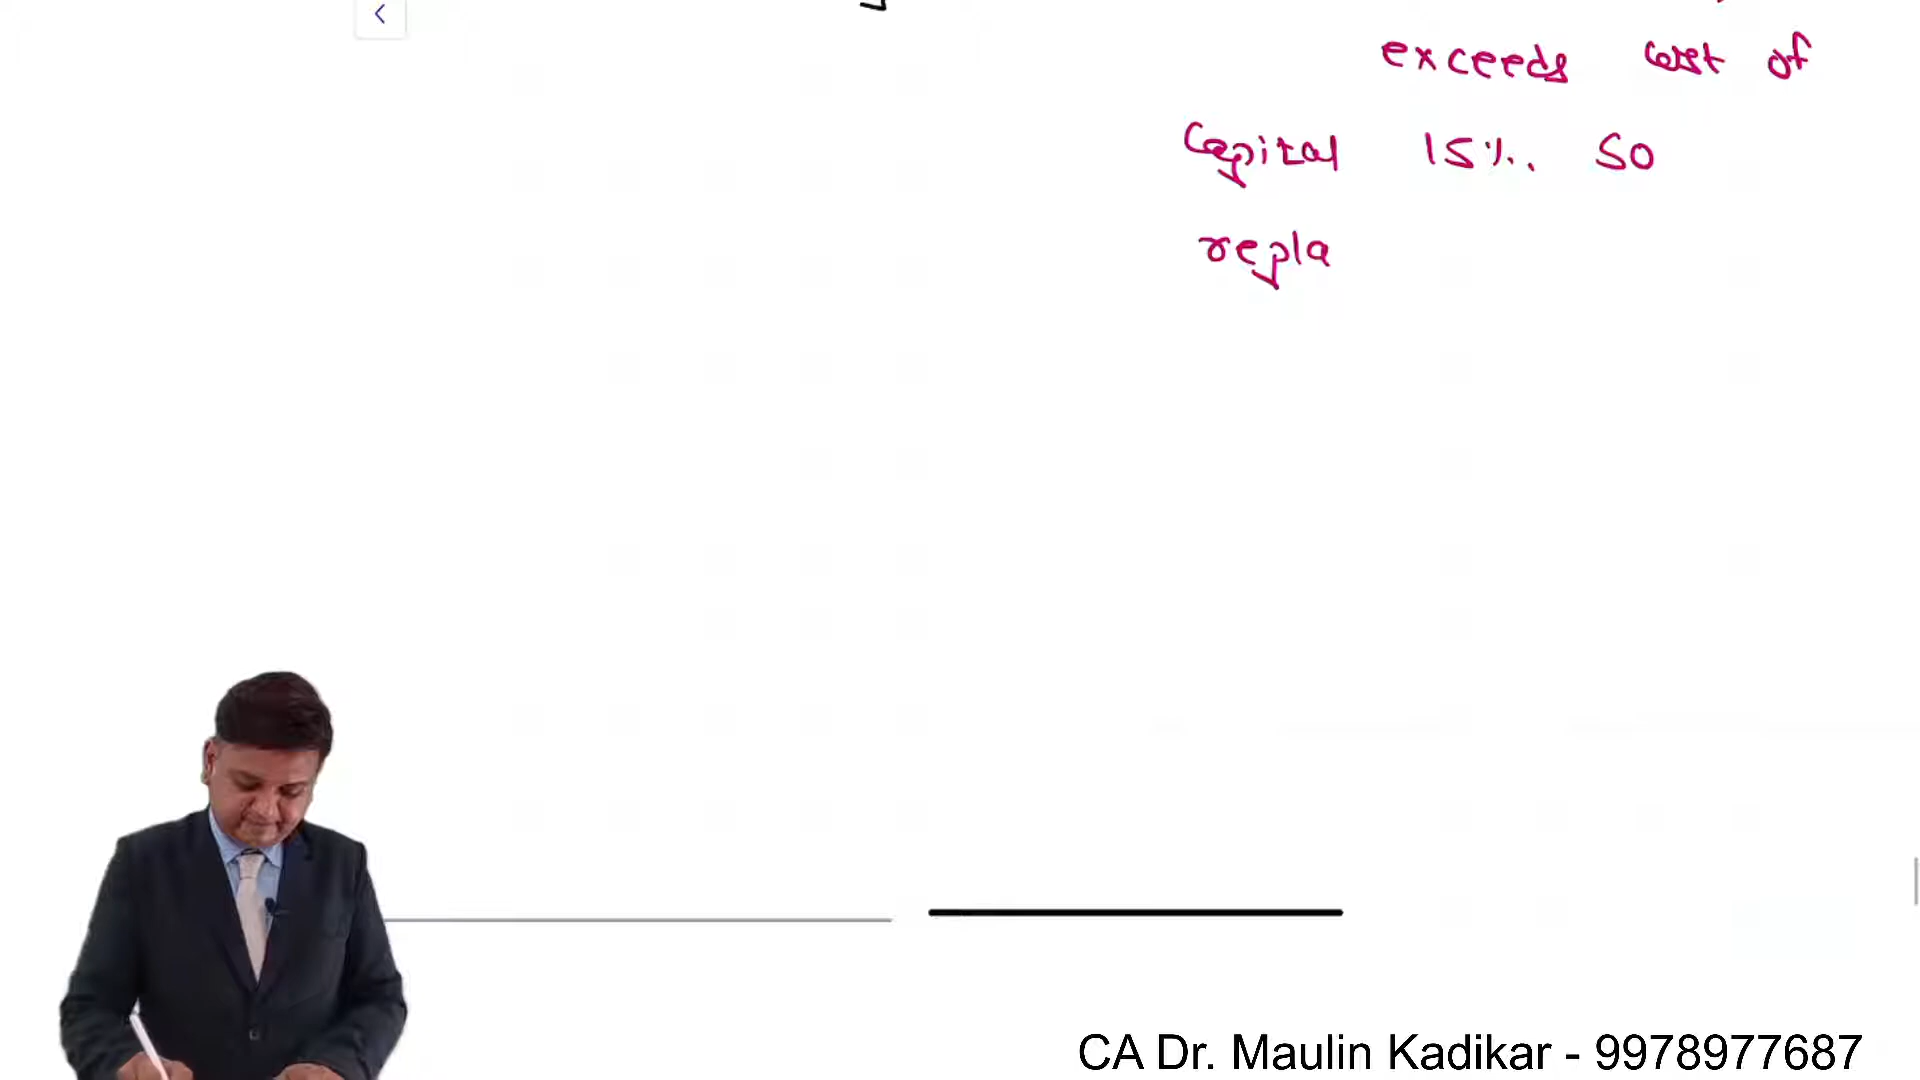 exceeds cost of
Capital 15%. So
repla
CA Dr. Maulin Kadikar - 9978977687